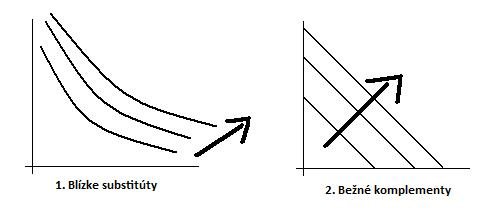 1. Blízke substitúty
2. Bežné komplementy